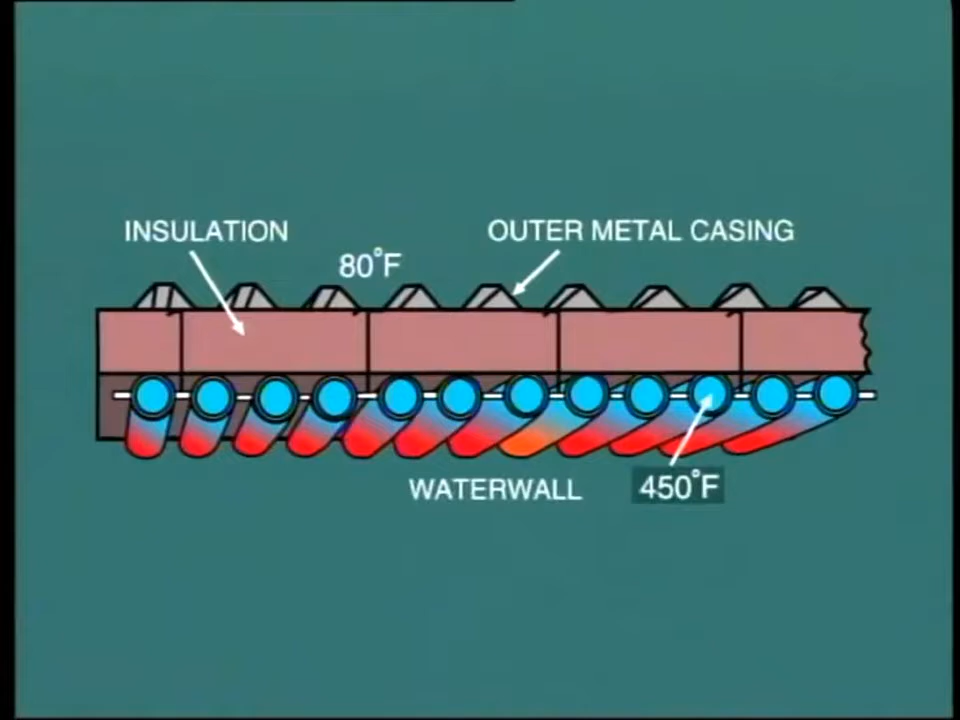 INSULATION
OUTER METAL CASING
80°F
WATERWALL
450°F